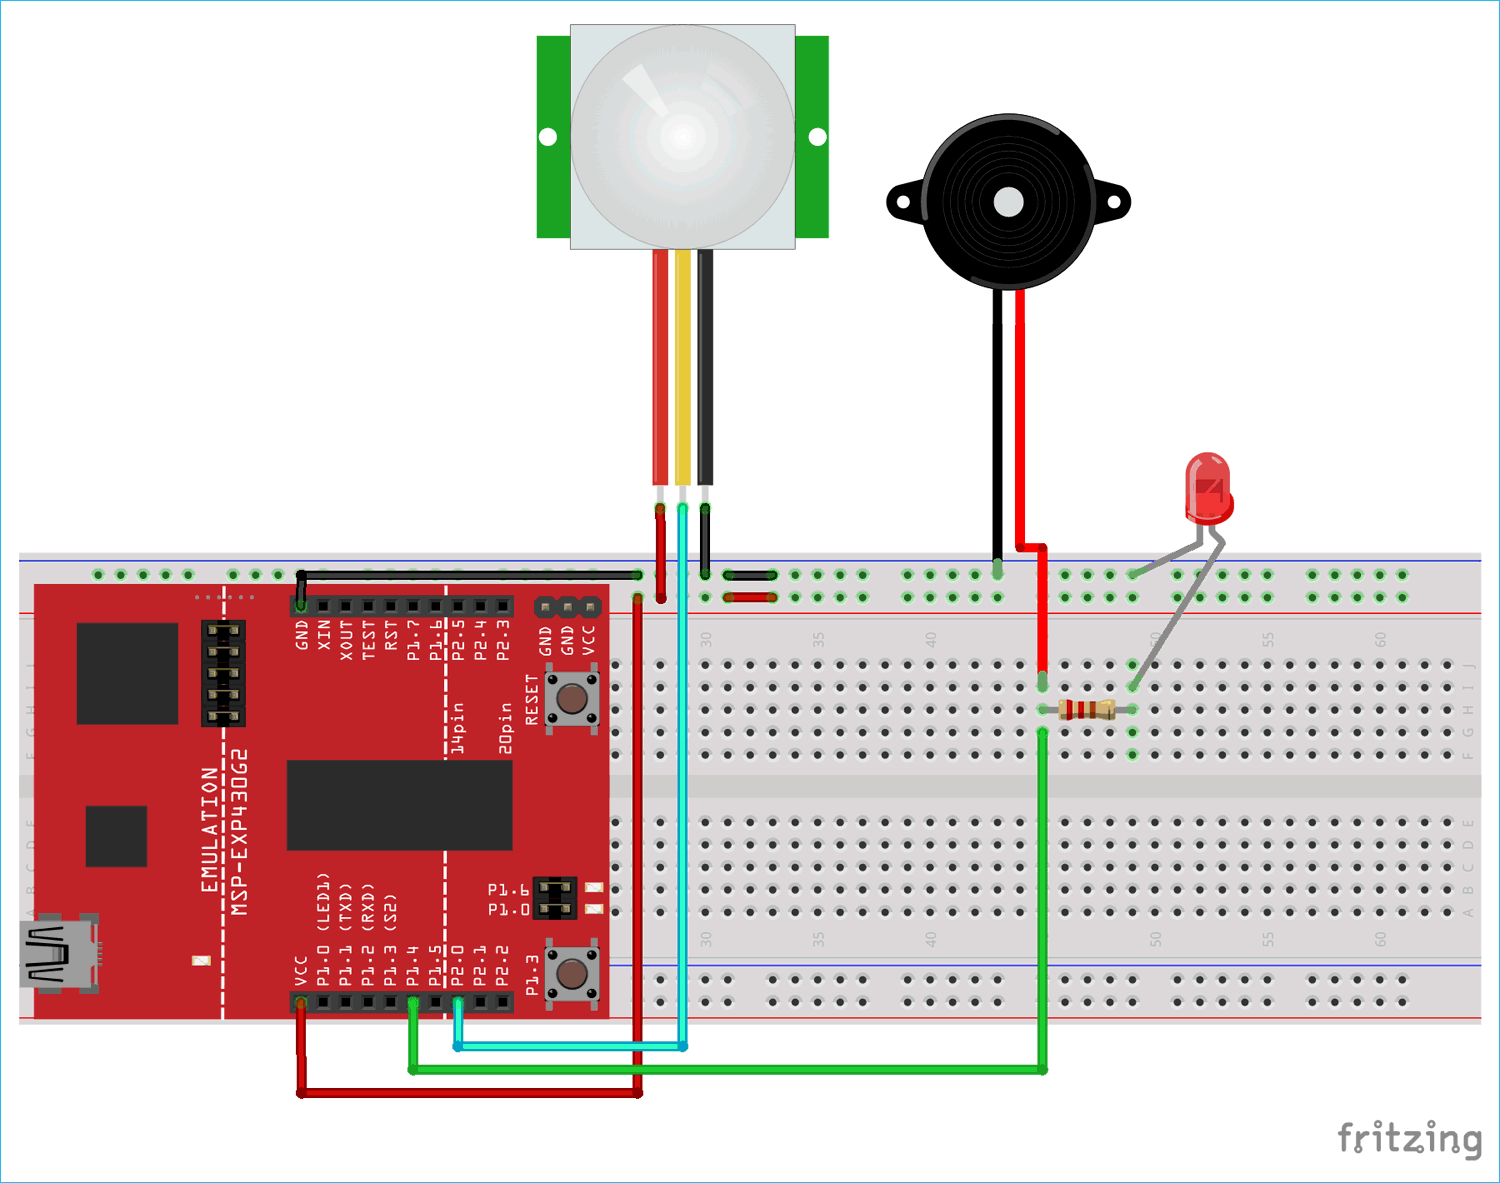 GND
XIN
XOUT
TEST
RST
P1.7
P1.6
P2.5
P2.4
P2.3
GND
GND
VCC
30
35
40
50
55
60
J
I
H
G
F
RESET
14pin
20pin
EMULATION
MSP-EXP430G2
E
D
C
B
A
P1.6
P1.0
VCC
P1.0 (LED1)
P1.1 (TXD)
P1.2 (RXD)
P1.3 (S2)
P1.4
P1.5
P2.0
P2.1
P2.2
P1.3
30
35
40
50
55
60
fritzing